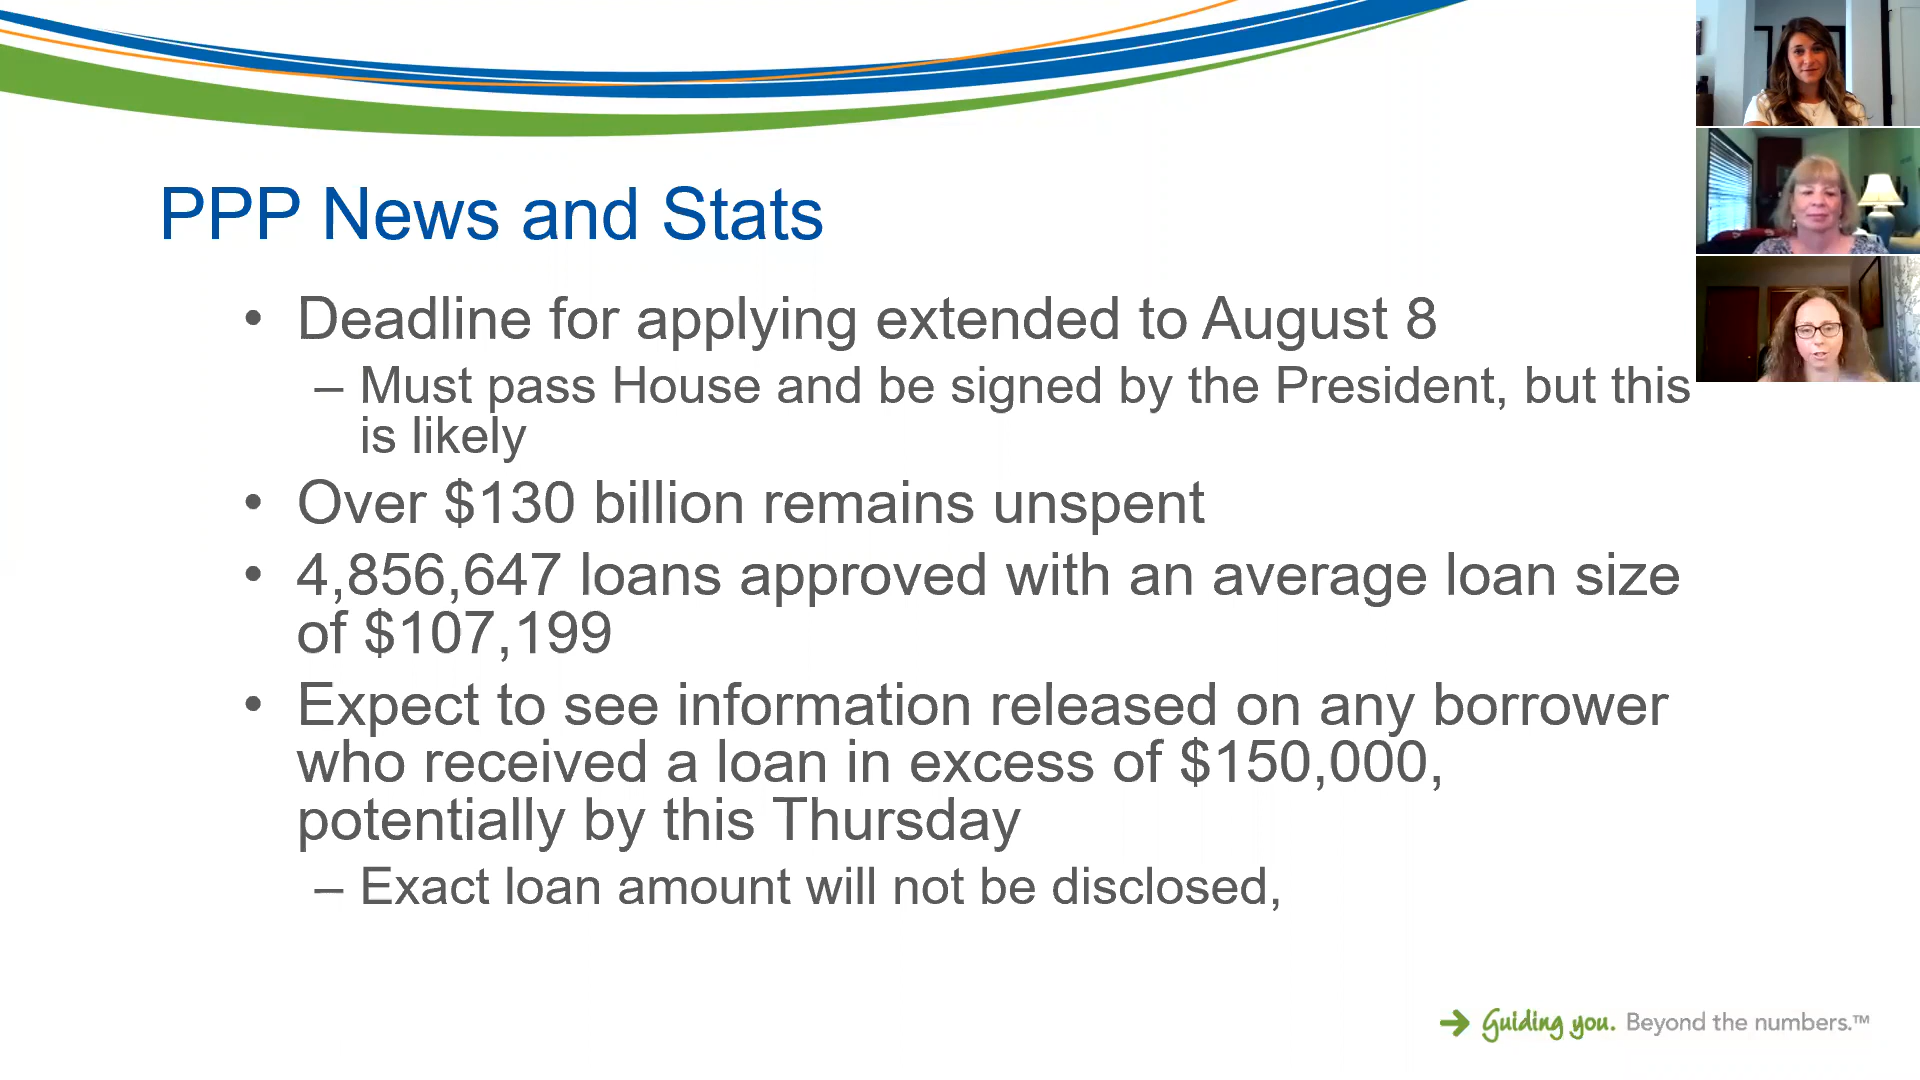 PPP News and Stats
• Deadline for applying extended to August 8
– Must pass House and be signed by the President, but this
is likely
• Over $130 billion remains unspent
• 4,856,647 loans approved with an average loan size
of $107,199
• Expect to see information released on any borrower
who received a loan in excess of $150,000,
potentially by this Thursday
– Exact loan amount will not be disclosed,
Guiding you. Beyond the numbers.™